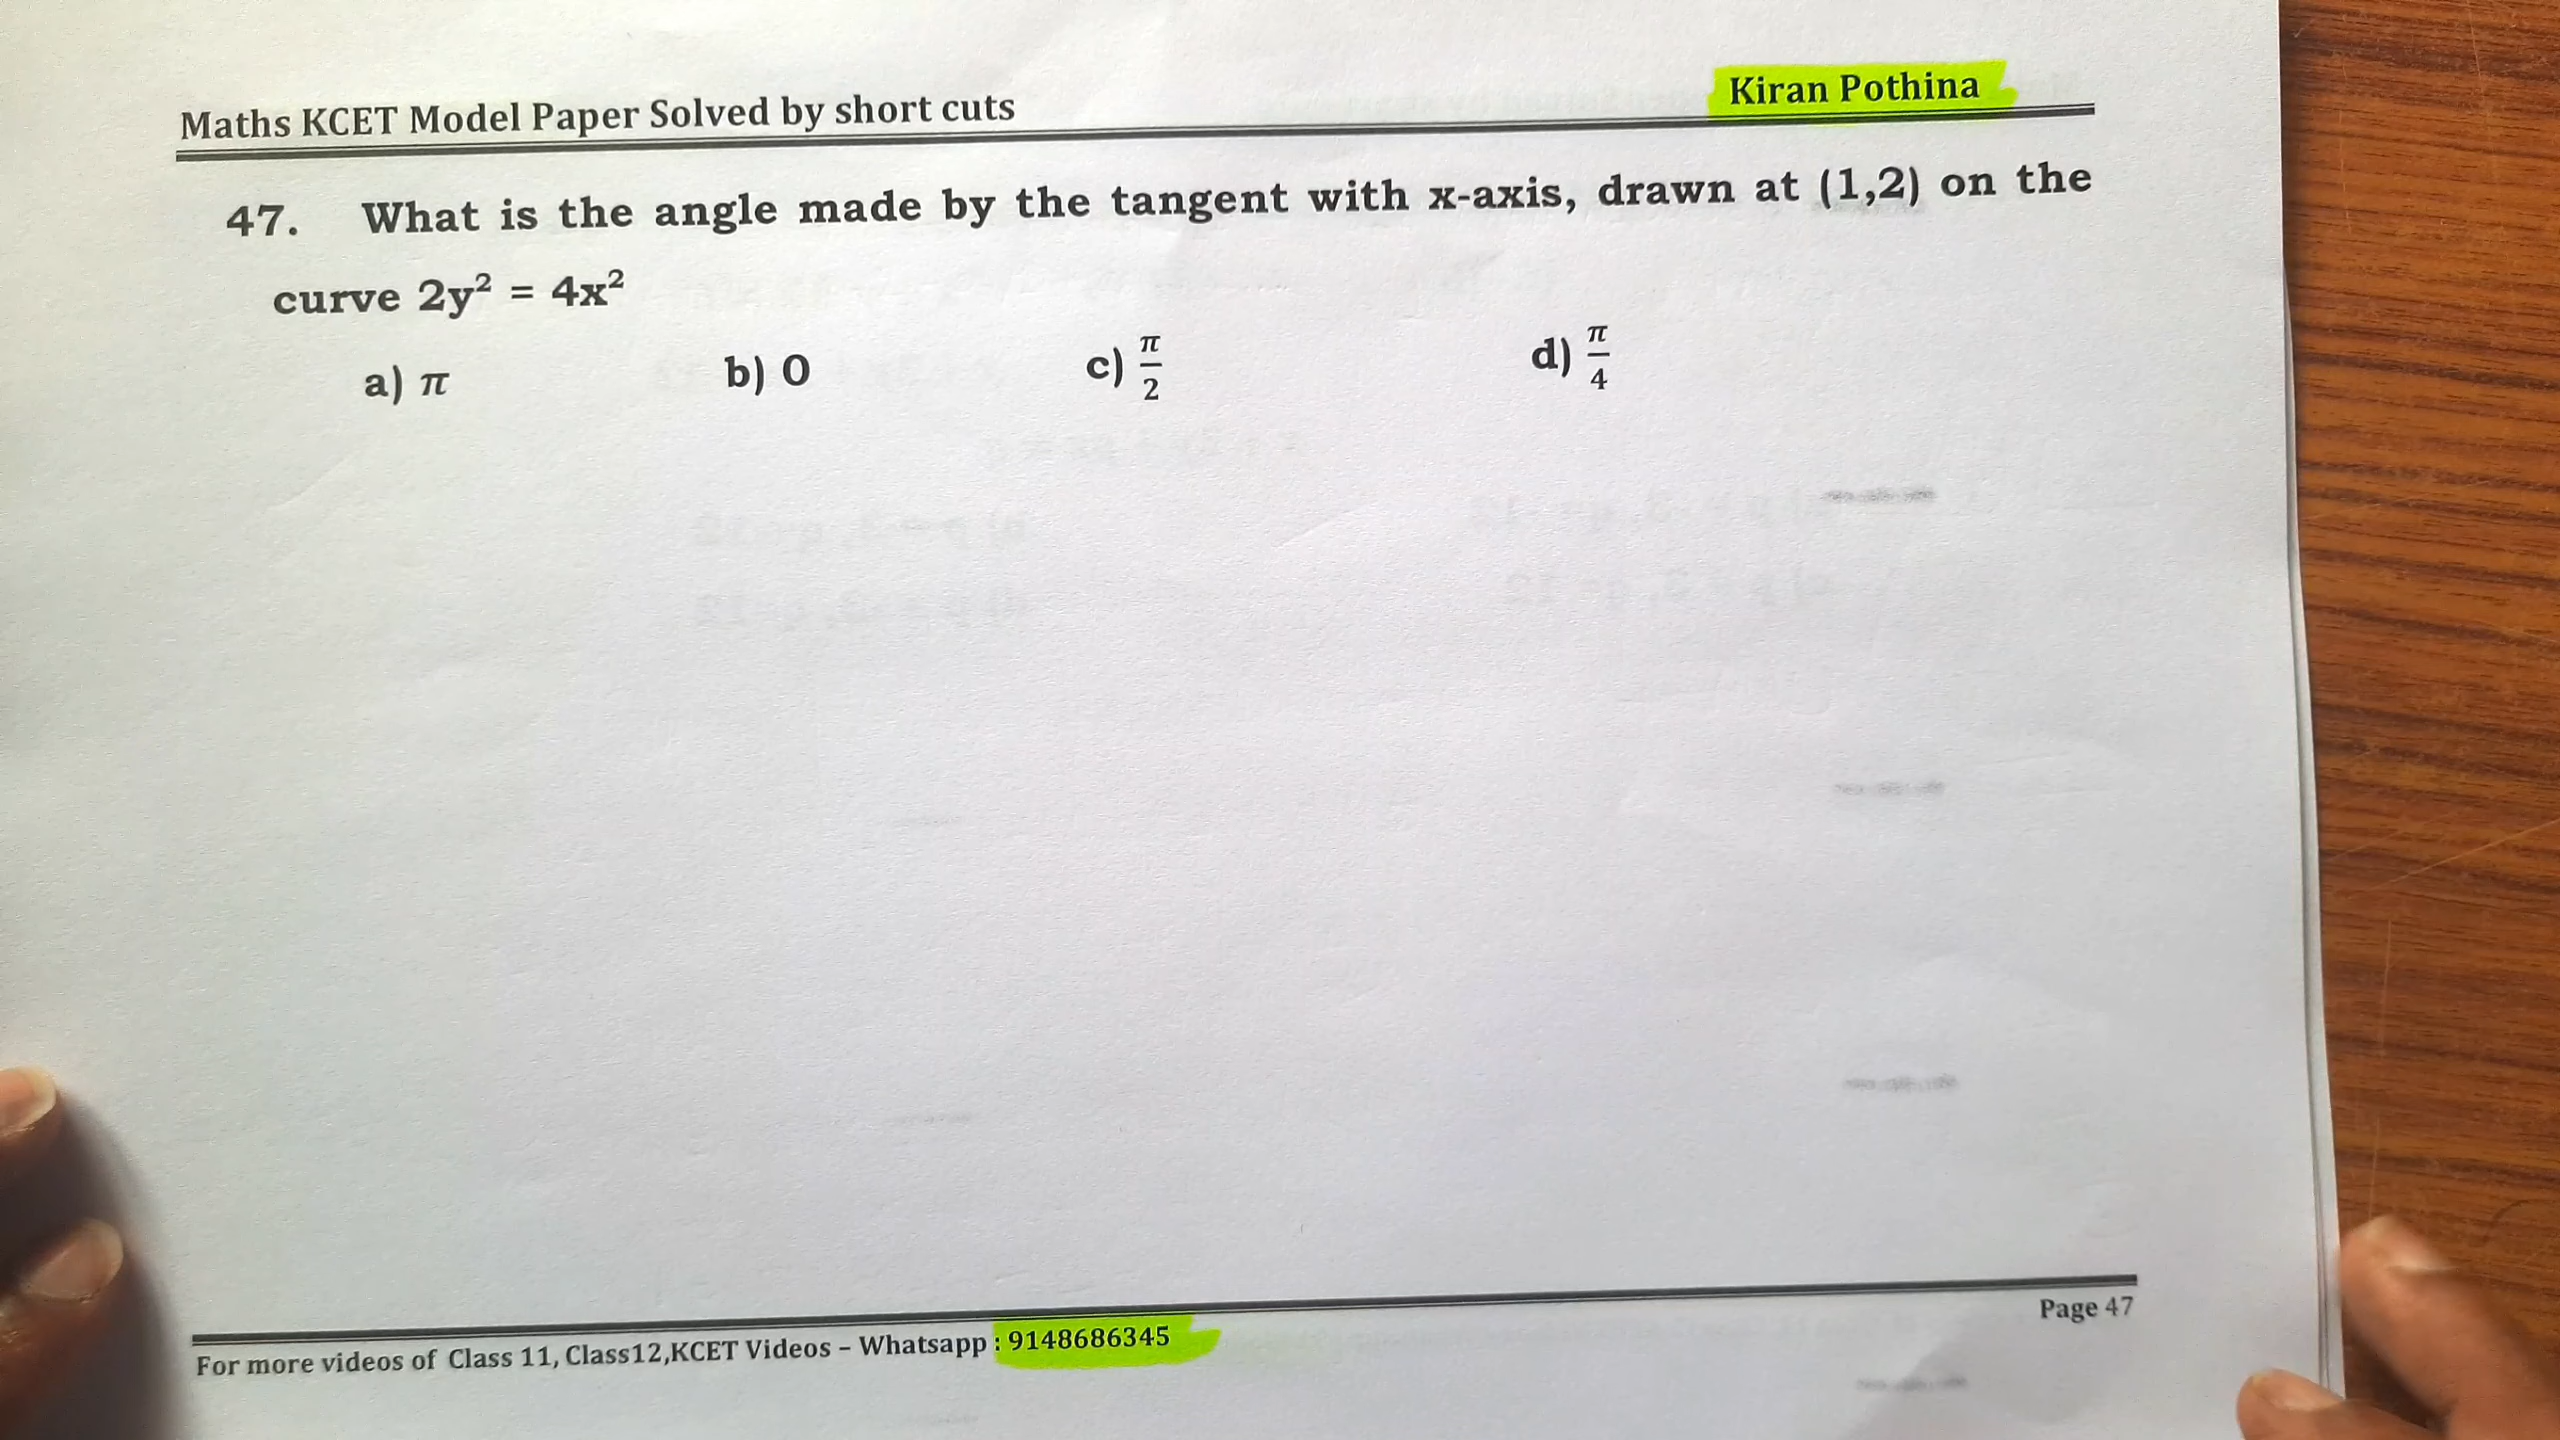 Maths KCET Model Paper Solved by short cuts
Kiran Pothina
47. What is the angle made by the tangent with x-axis, drawn at (1,2) on the
curve 2y² = 4x²
a) π b) 0 c) π/2 d) π/4
Page 47
For more videos of Class 11, Class12,KCET Videos – Whatsapp : 9148686345